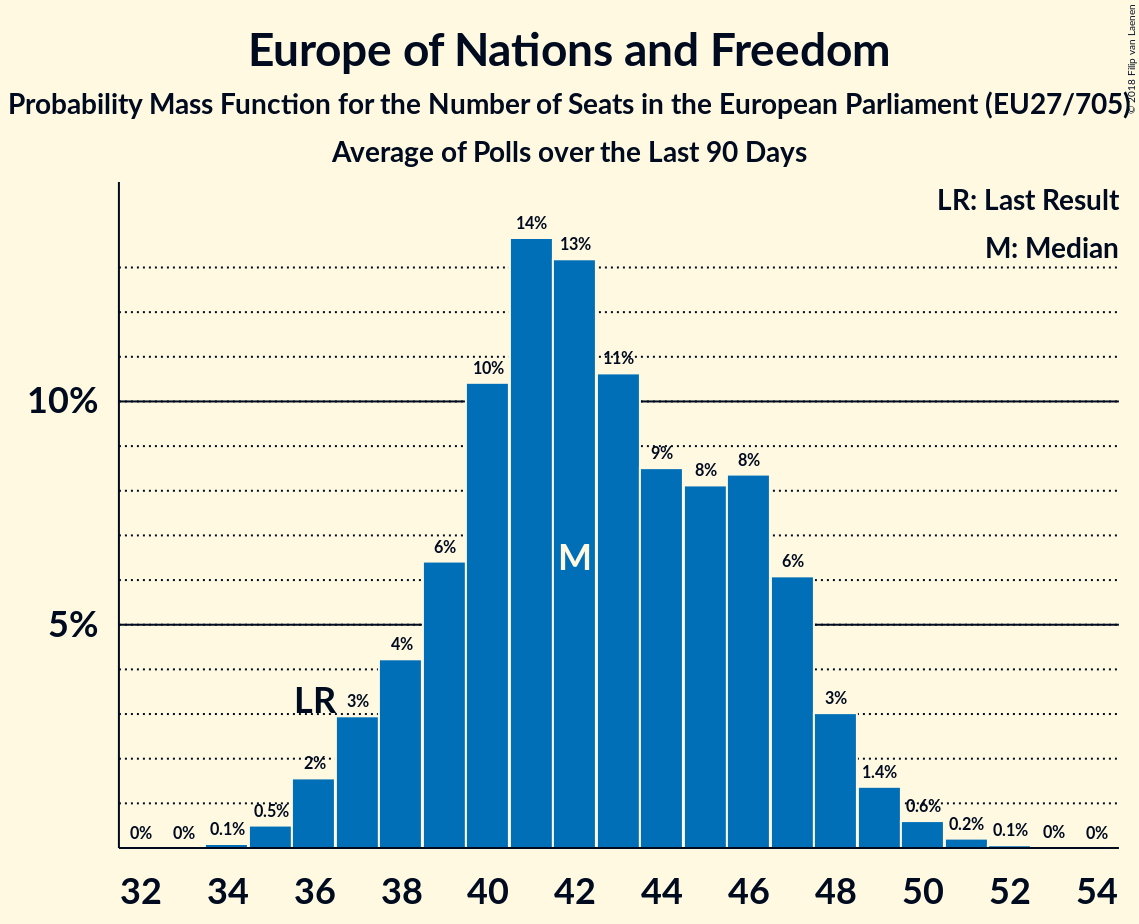 Europe of Nations and Freedom
Probability Mass Function for the Number of Seats in the European Parliament (EU27/705)
Average of Polls over the Last 90 Days
© 2018 Filip van Laenen
LR: Last Result
M: Median
14%
13%
11%
10%
10%
9%
8%
8%
6%
M
6%
5%
4%
LR
3%
3%
2%
1.4%
0.5%
0.6%
0%
0%
0.1%
0.2%
0.1%
0%
0%
32 34 36 38 40 42 44 46 48 50 52 54